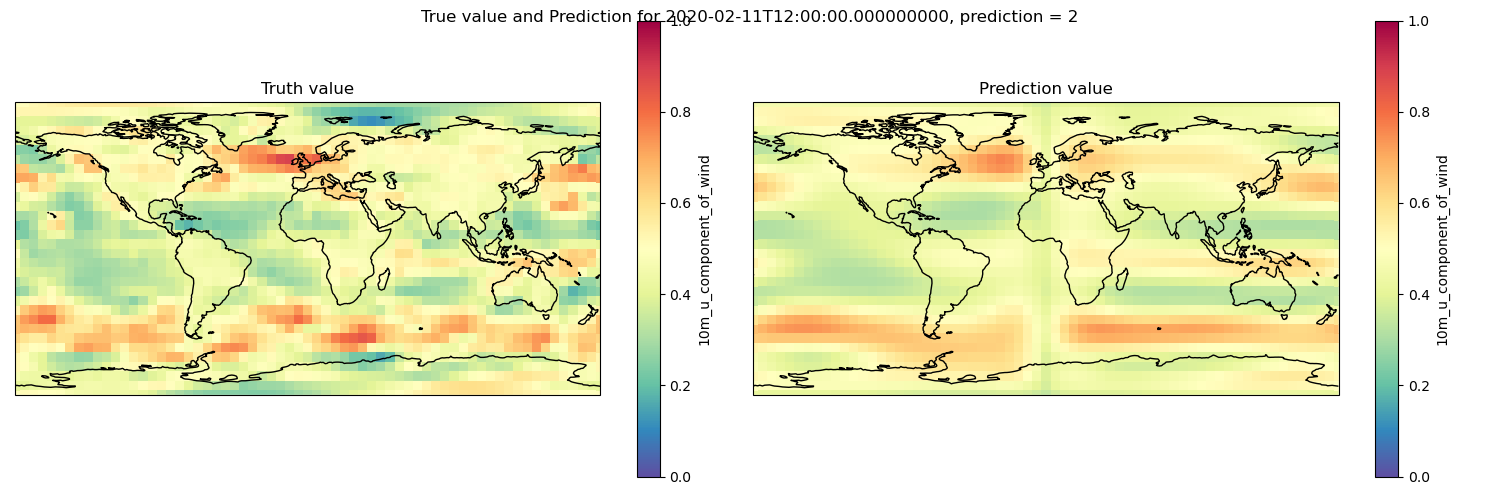 True value and Prediction for 2020-02-11T12:00:00.000000000, prediction = 2
Truth value
1.0
0.8
0.6
0.4
0.2
0.0
10m_u_component_of_wind
Prediction value
1.0
0.8
0.6
0.4
0.2
0.0
10m_u_component_of_wind